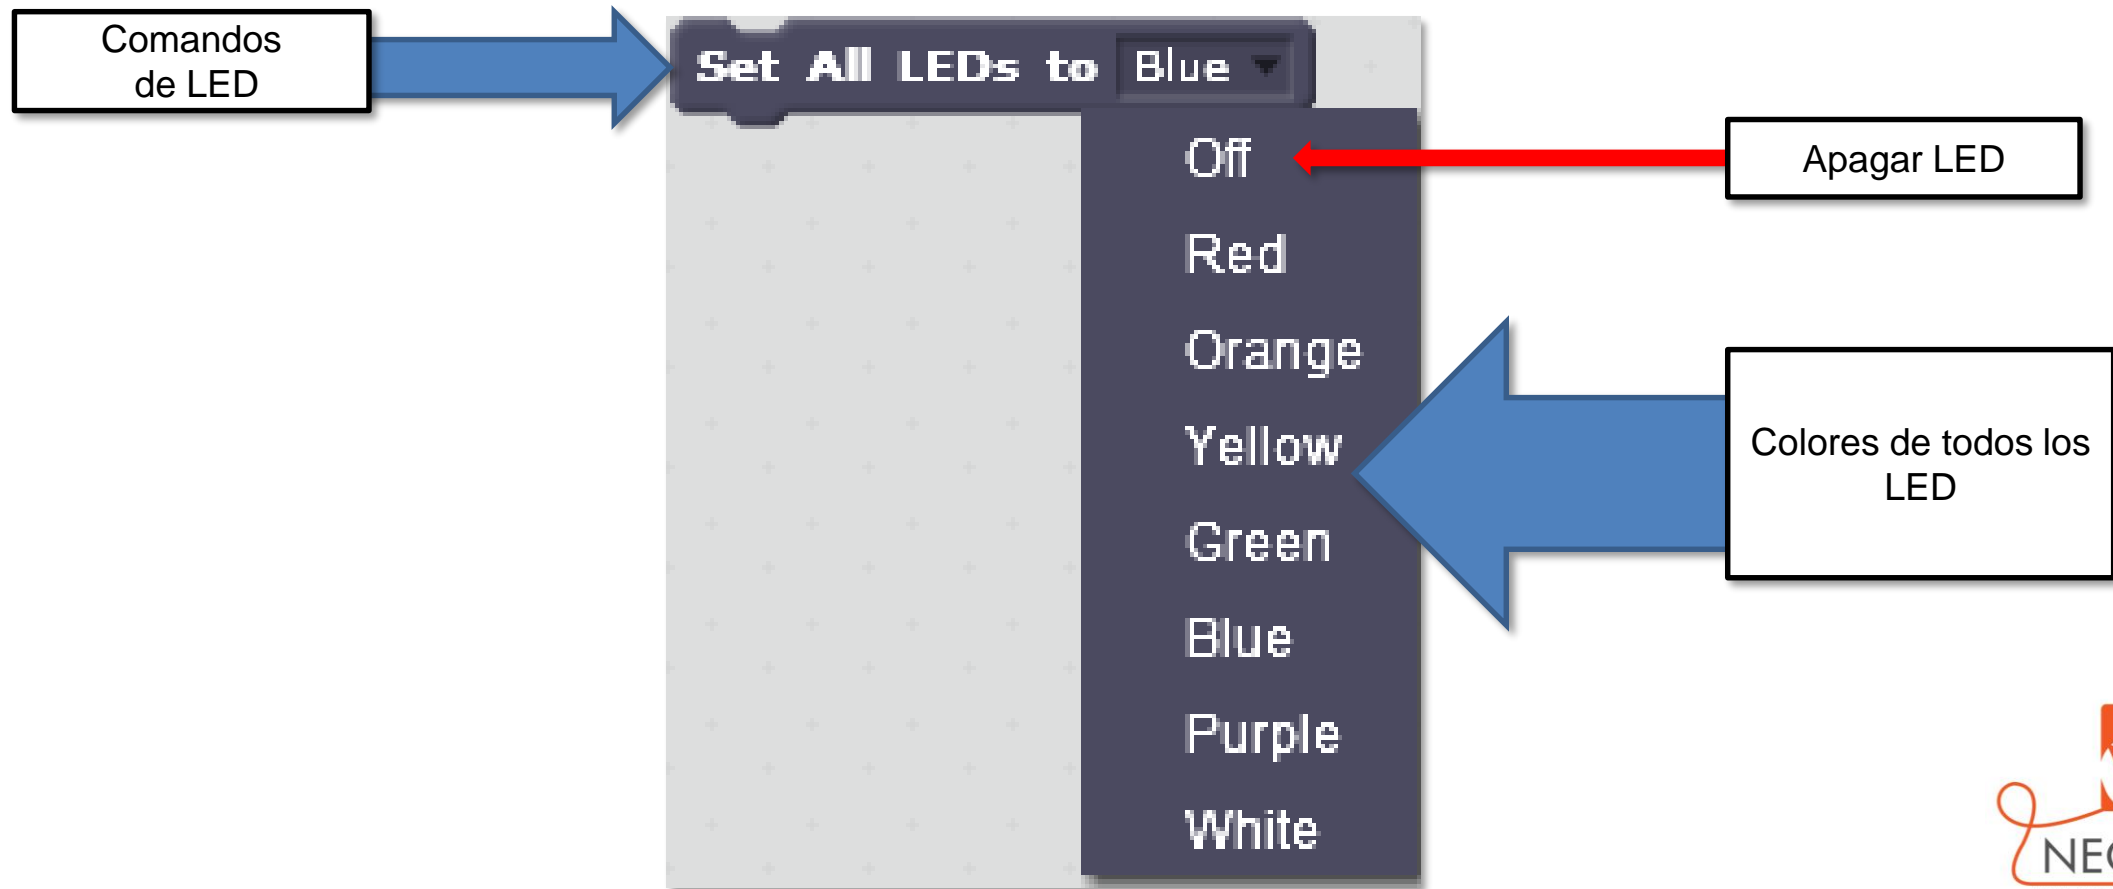 Comandos
de LED
Set All LEDs to Blue
Off
Apagar LED
Red
Orange
Yellow
Colores de todos los
LED
Green
Blue
Purple
White